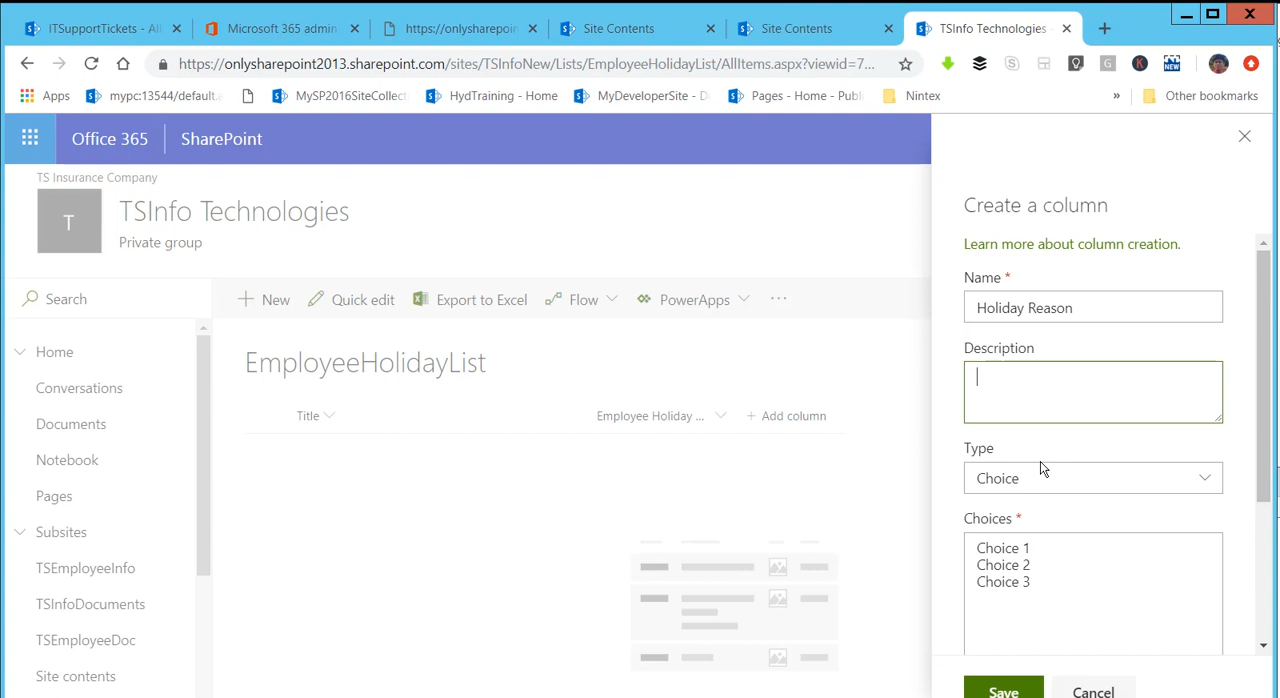 ITSupportTickets - All
Microsoft 365 admin
https://onlysharepoint
Site Contents
Site Contents
TSInfo Technologies
https://onlysharepoint2013.sharepoint.com/sites/TSInfoNew/Lists/EmployeeHolidayList/AllItems.aspx?viewid=7...
Apps
mypc:13544/default.
MySP2016SiteCollect
HydTraining - Home
MyDeveloperSite - D
Pages - Home - Publ
Nintex
»
Other bookmarks
Office 365
SharePoint
TS Insurance Company
T
TSInfo Technologies
Private group
Search
New
Quick edit
Export to Excel
Flow
PowerApps
...
Home
Conversations
Documents
Notebook
Pages
Subsites
TSEmployeeInfo
TSInfoDocuments
TSEmployeeDoc
Site contents
EmployeeHolidayList
Title
Employee Holiday ...
+ Add column
Create a column
Learn more about column creation.
Name *
Holiday Reason
Description
Type
Choice
Choices *
Choice 1
Choice 2
Choice 3
Save
Cancel